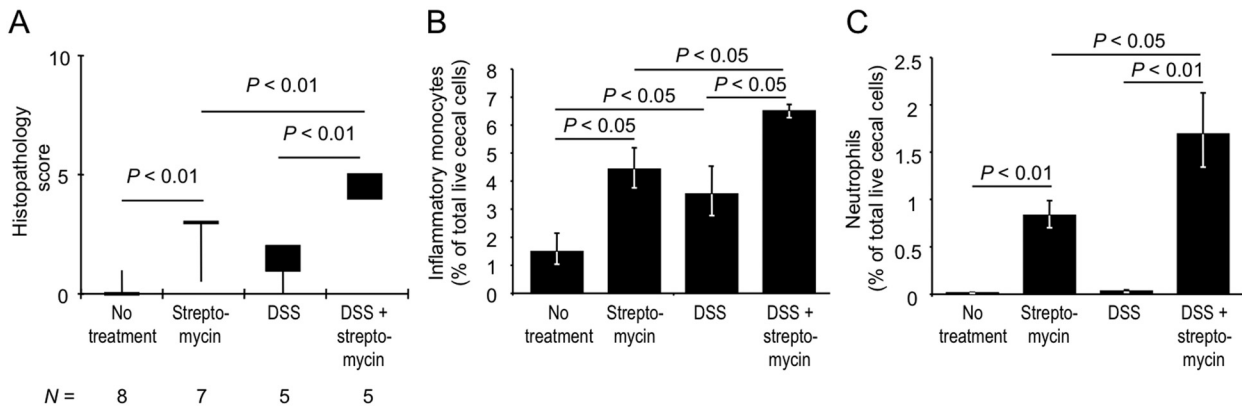 A
Histopathology
score
10
5
0
P < 0.01
P < 0.01
P < 0.01
No
treatment
Strepto-
mycin
DSS
DSS +
strepto-
mycin
N =
8
7
5
5
B
Inflammatory monocytes
(% of total live cecal cells)
8
7
6
5
4
3
2
1
0
P < 0.05
P < 0.05
P < 0.05
P < 0.05
No
treatment
Strepto-
mycin
DSS
DSS +
strepto-
mycin
C
Neutrophils
(% of total live cecal cells)
2.5
2
1.5
1
0.5
0
P < 0.05
P < 0.01
P < 0.01
No
treatment
Strepto-
mycin
DSS
DSS +
strepto-
mycin